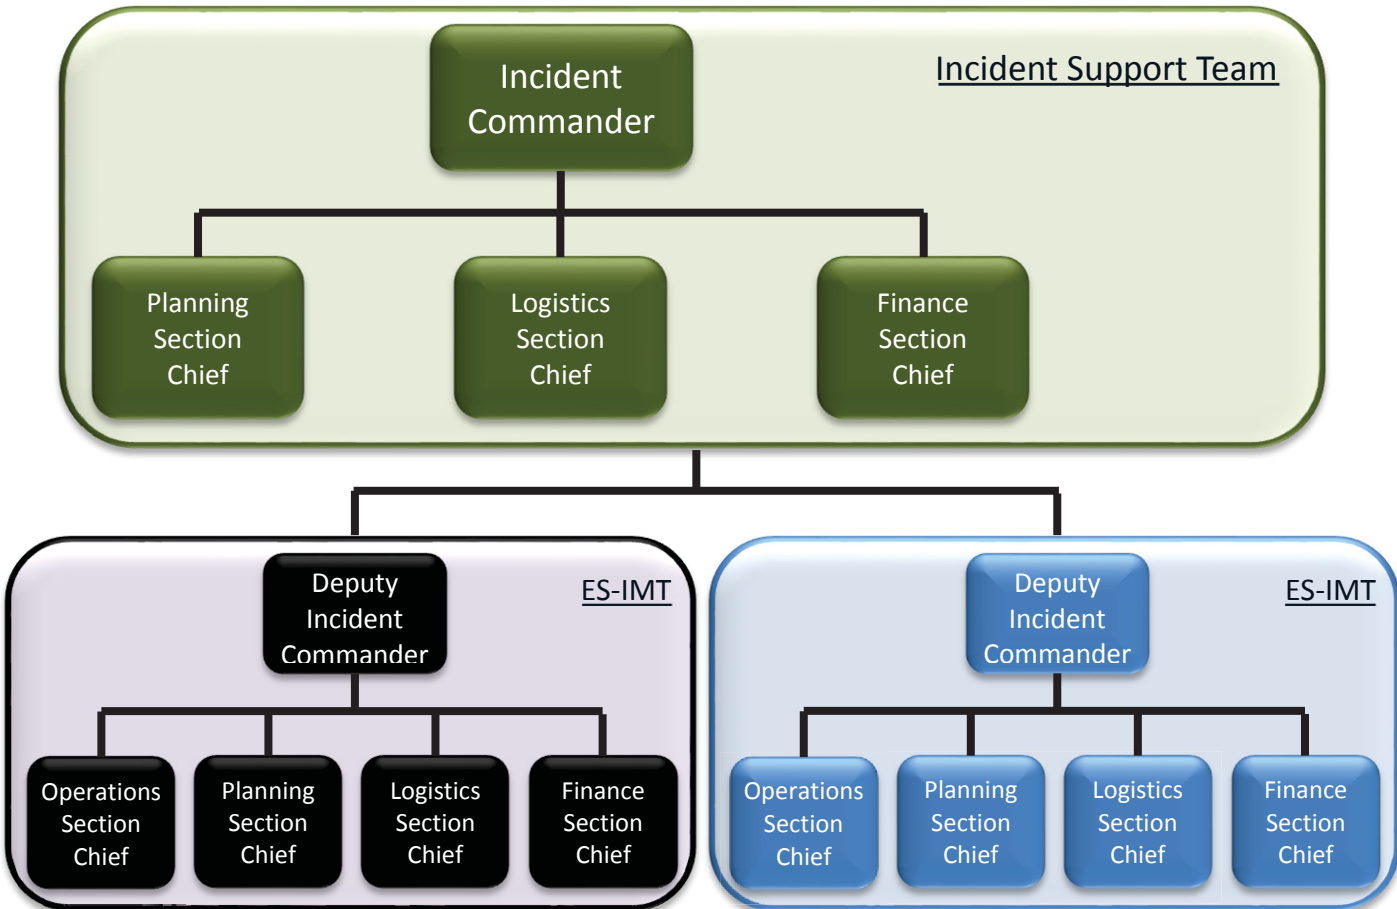 Incident Support Team
Incident
Commander
Planning
Section
Chief
Logistics
Section
Chief
Finance
Section
Chief
ES-IMT
Deputy
Incident
Commander
Operations
Section
Chief
Planning
Section
Chief
Logistics
Section
Chief
Finance
Section
Chief
ES-IMT
Deputy
Incident
Commander
Operations
Section
Chief
Planning
Section
Chief
Logistics
Section
Chief
Finance
Section
Chief